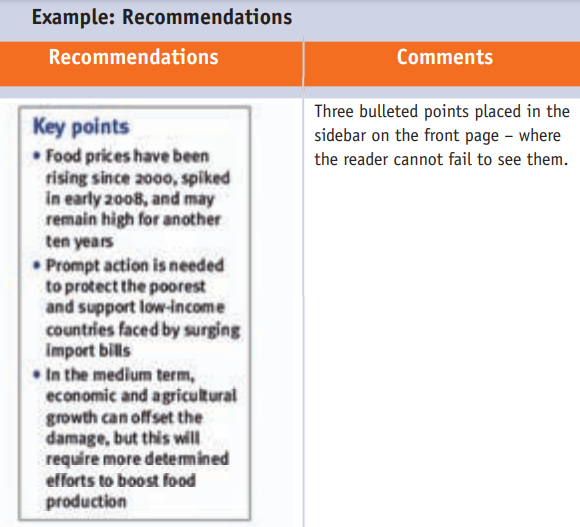 Example: Recommendations
Recommendations
Comments
Key points
• Food prices have been
rising since 2000, spiked
in early 2008, and may
remain high for another
ten years
• Prompt action is needed
to protect the poorest
and support low-income
countries faced by surging
import bills
• In the medium term,
economic and agricultural
growth can offset the
damage, but this will
require more determined
efforts to boost food
production
Three bulleted points placed in the
sidebar on the front page – where
the reader cannot fail to see them.